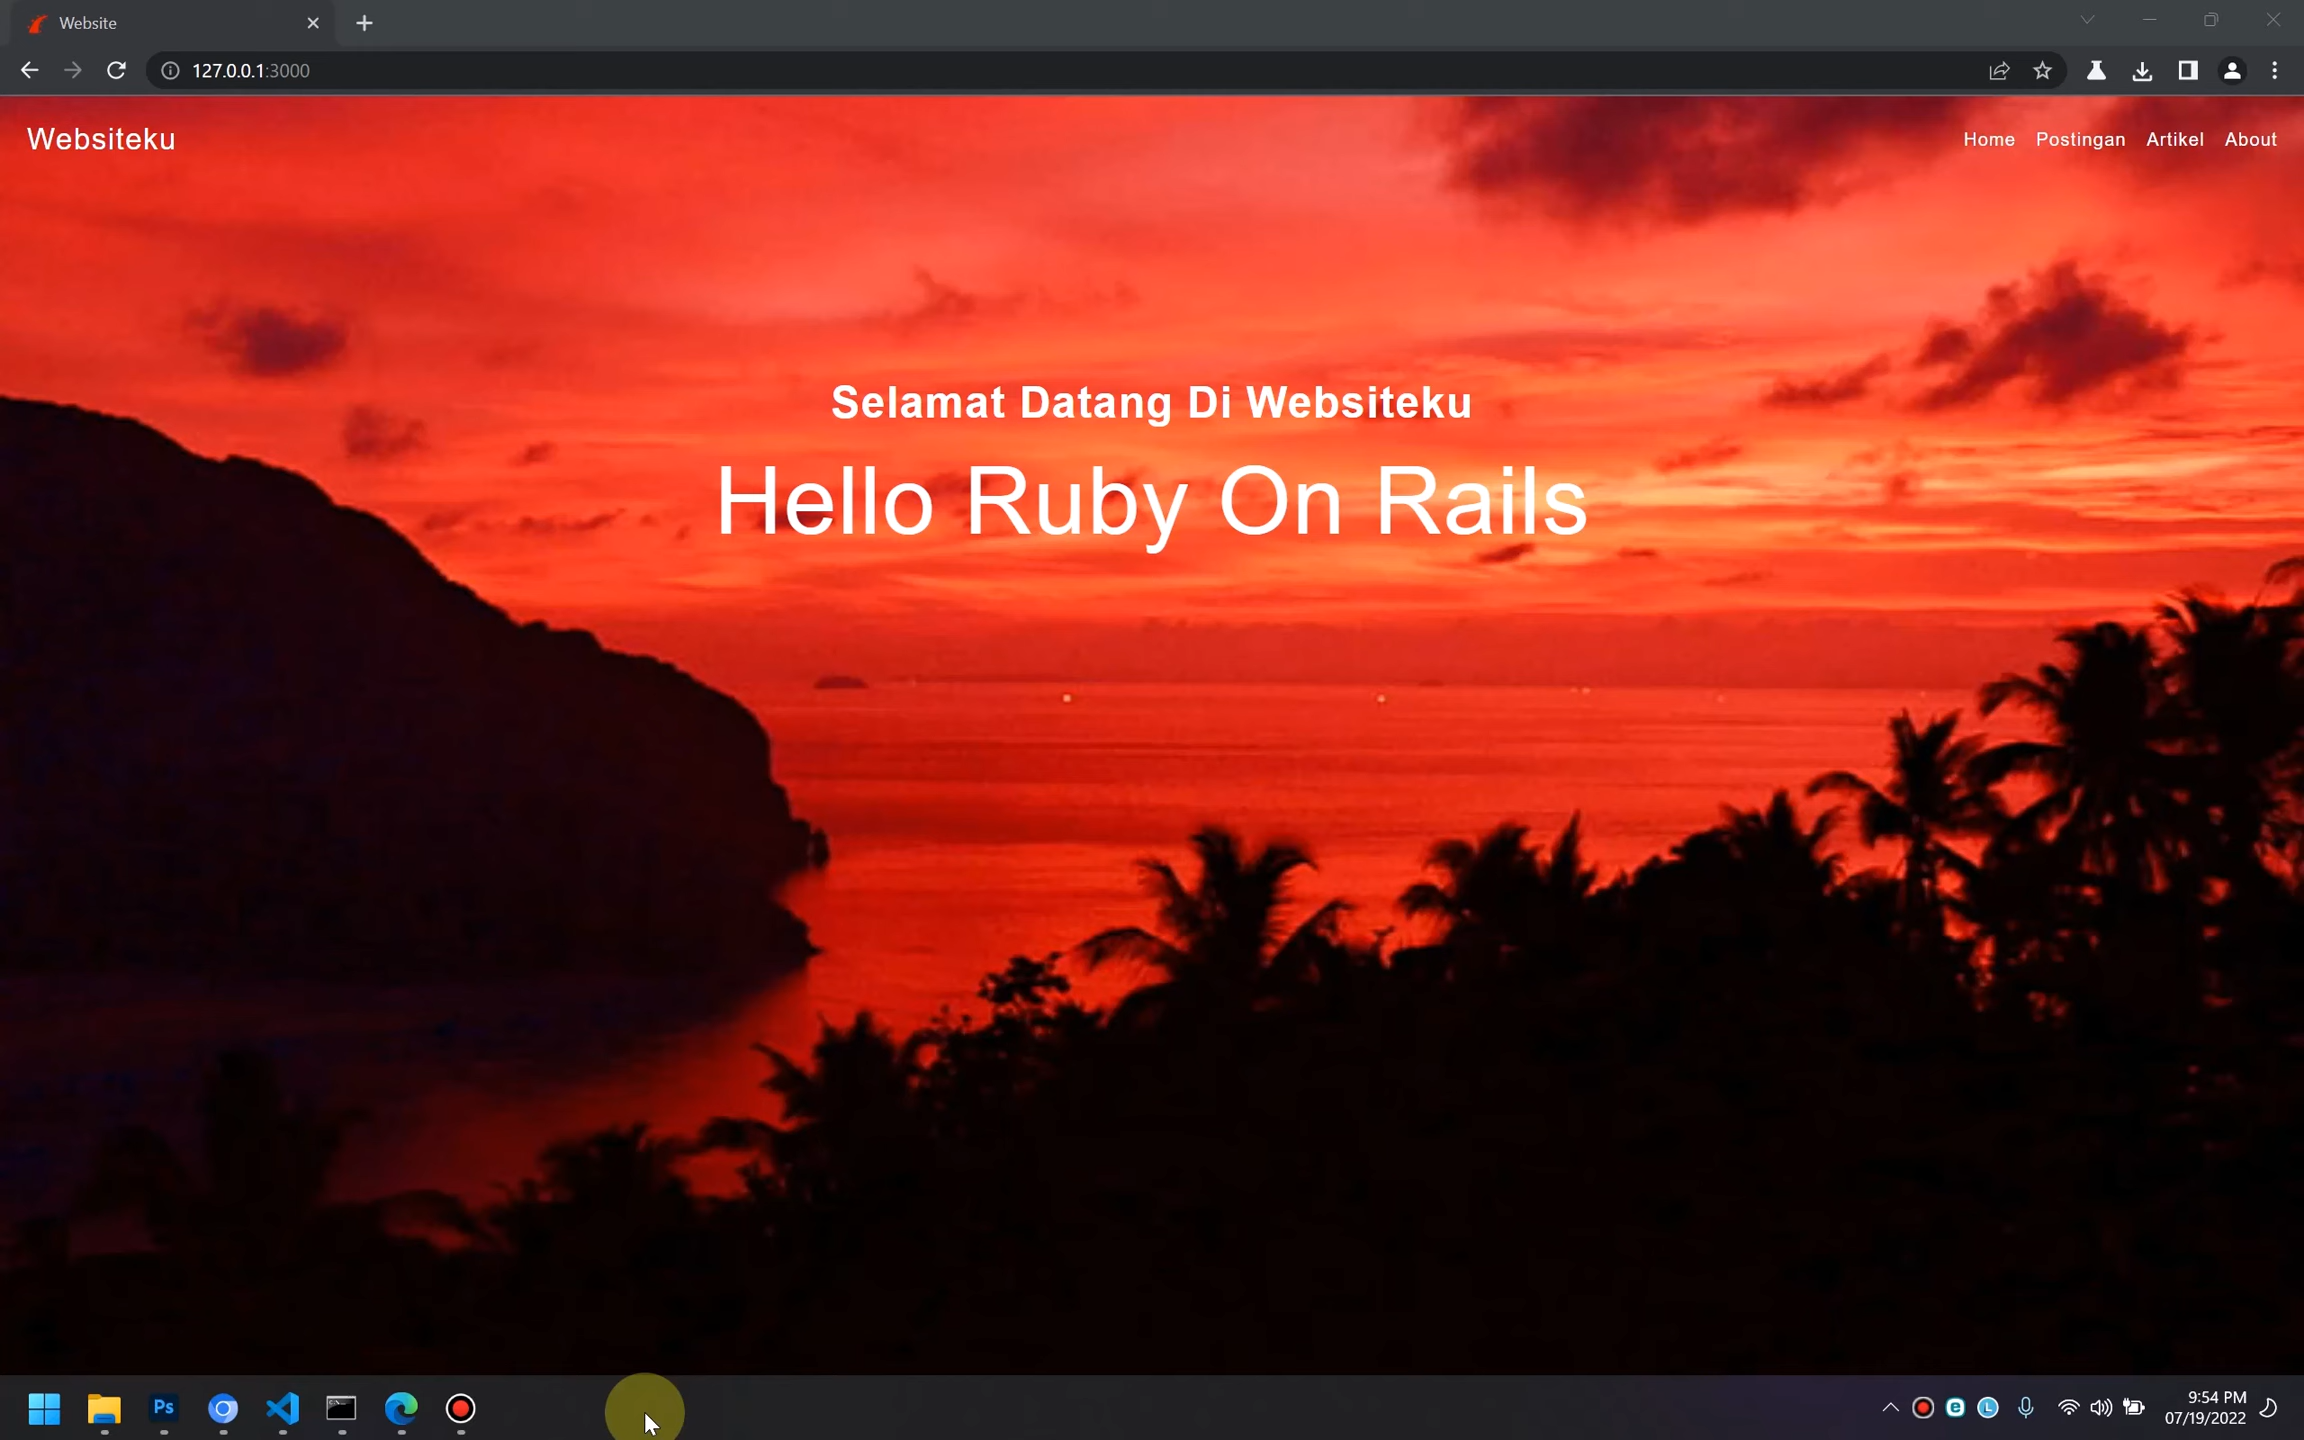 Website
127.0.0.1:3000
Websiteku
Home Postingan Artikel About
Selamat Datang Di Websiteku
Hello Ruby On Rails
Ps
9:54 PM
07/19/2022